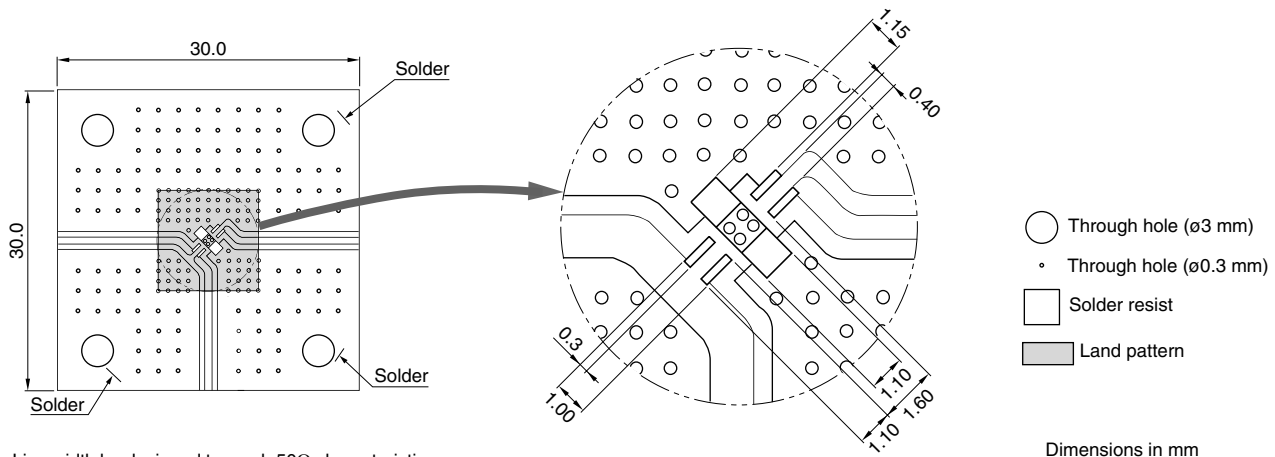 30.0
Solder
30.0
Solder
Solder
1.15
0.40
0.3
1.00
1.10
1.60
1.10
Through hole (ø3 mm)
Through hole (ø0.3 mm)
Solder resist
Land pattern
Dimensions in mm